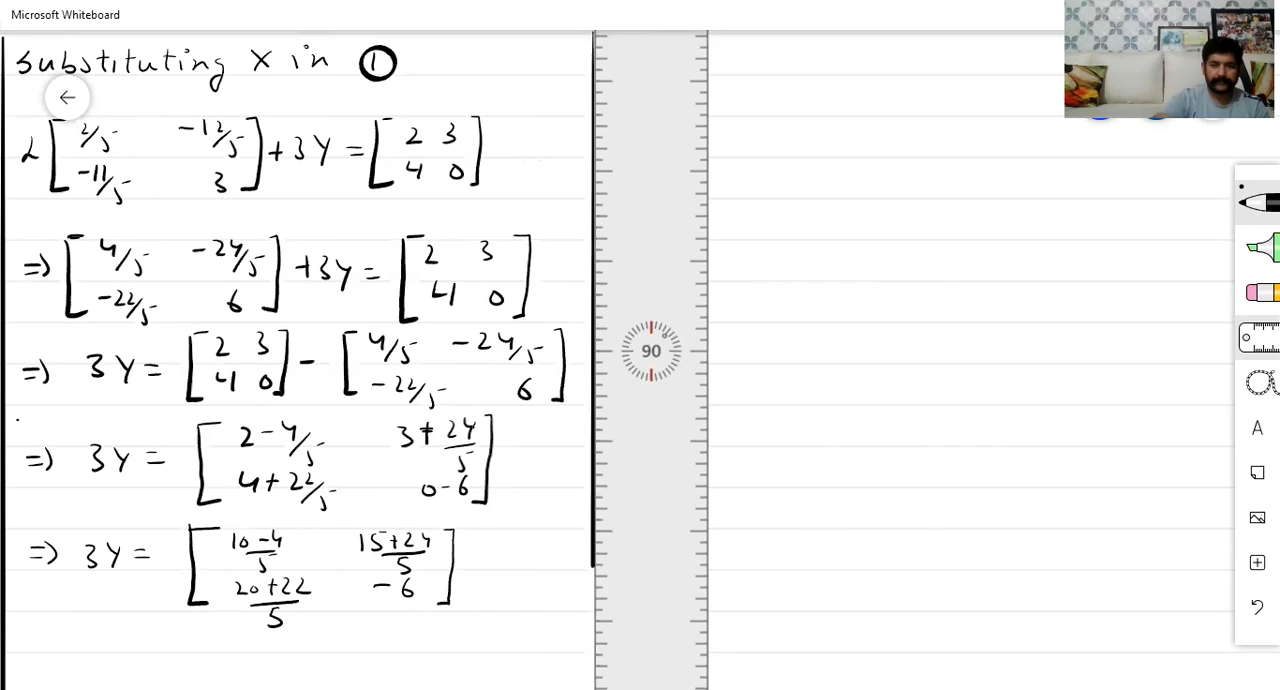 Microsoft Whiteboard
Substituting X in ①
2 [ 2/5 -12/5 ; -11/5 3 ] + 3Y = [ 2 3 ; 4 0 ]
=> [ 4/5 -24/5 ; -22/5 6 ] + 3Y = [ 2 3 ; 4 0 ]
=> 3Y = [ 2 3 ; 4 0 ] - [ 4/5 -24/5 ; -22/5 6 ]
=> 3Y = [ 2-4/5 3+24/5 ; 4+22/5 0-6 ]
=> 3Y = [ 10-4/5 15+24/5 ; 20+22/5 -6 ]
90
A